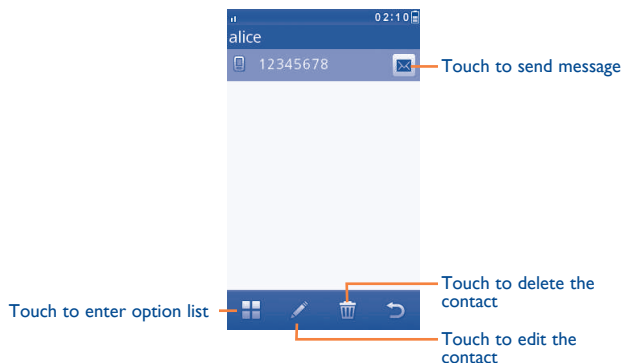 02:10
alice
12345678
Touch to send message
Touch to delete the
contact
Touch to enter option list
Touch to edit the
contact